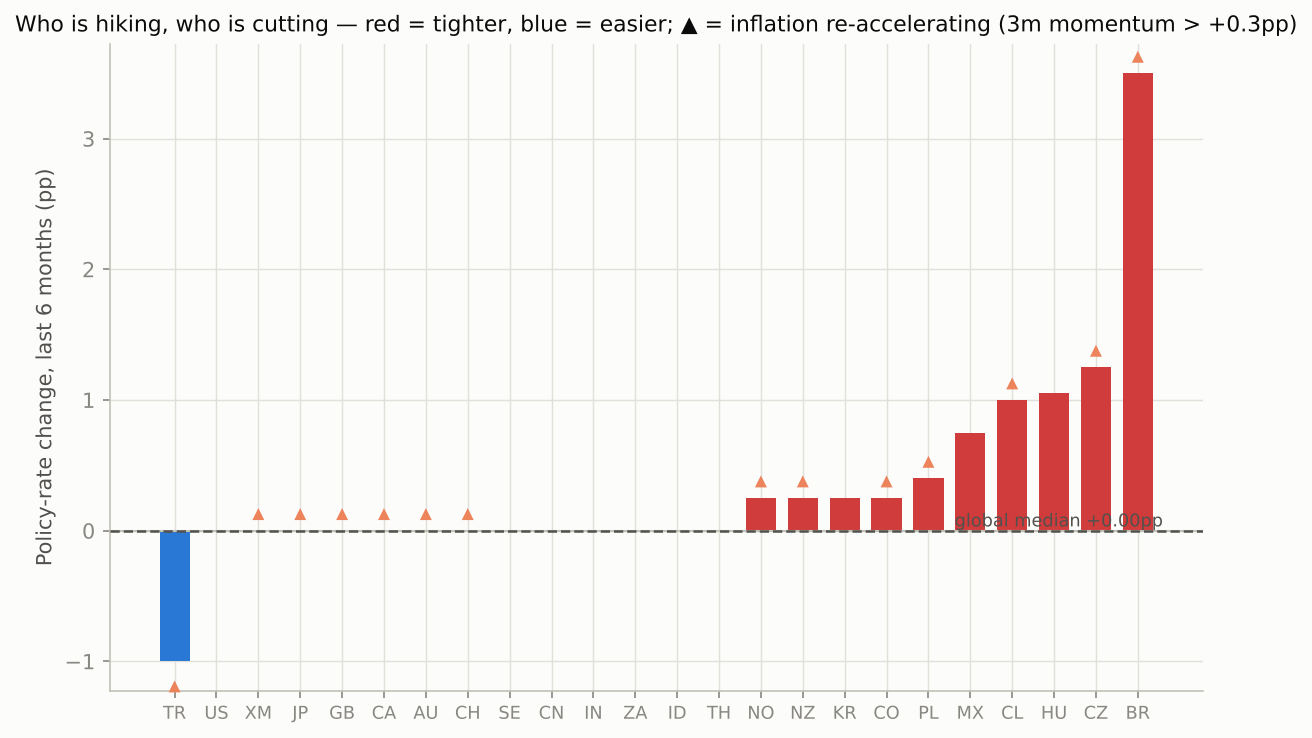 Who is hiking, who is cutting — red = tighter, blue = easier; ▲ = inflation re-accelerating (3m momentum > +0.3pp)
Policy-rate change, last 6 months (pp)
3
2
1
0
−1
global median +0.00pp
TR US XM JP GB CA AU CH SE CN IN ZA ID TH NO NZ KR CO PL MX CL HU CZ BR